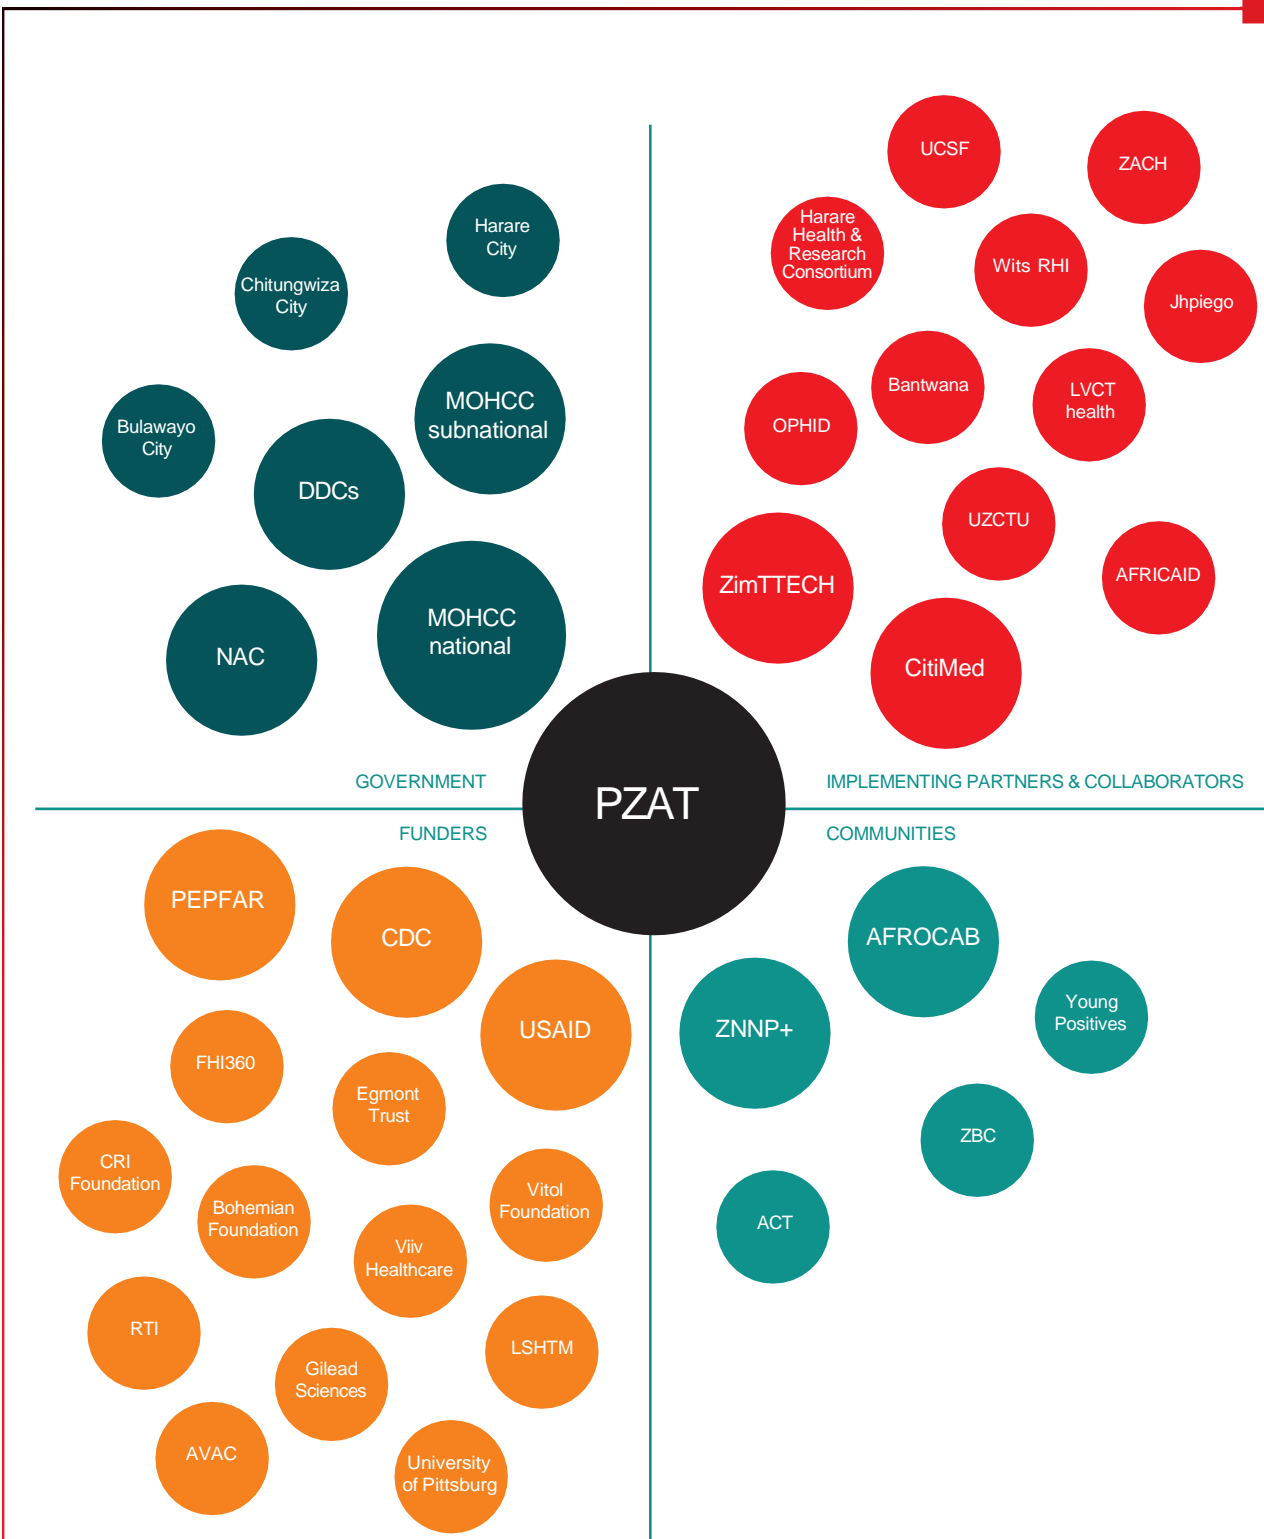 Harare
City
Chitungwiza
City
MOHCC
subnational
Bulawayo
City
DDCs
MOHCC
national
NAC
GOVERNMENT
UCSF
ZACH
Harare
Health &
Research
Consortium
Wits RHI
Jhpiego
Bantwana
LVCT
health
OPHID
UZCTU
ZimTTECH
AFRICAID
CitiMed
IMPLEMENTING PARTNERS & COLLABORATORS
PZAT
FUNDERS
PEPFAR
CDC
USAID
FHI360
Egmont
Trust
CRI
Foundation
Bohemian
Foundation
Vitol
Foundation
Viiv
Healthcare
RTI
LSHTM
Gilead
Sciences
AVAC
University
of Pittsburg
COMMUNITIES
AFROCAB
Young
Positives
ZNNP+
ZBC
ACT